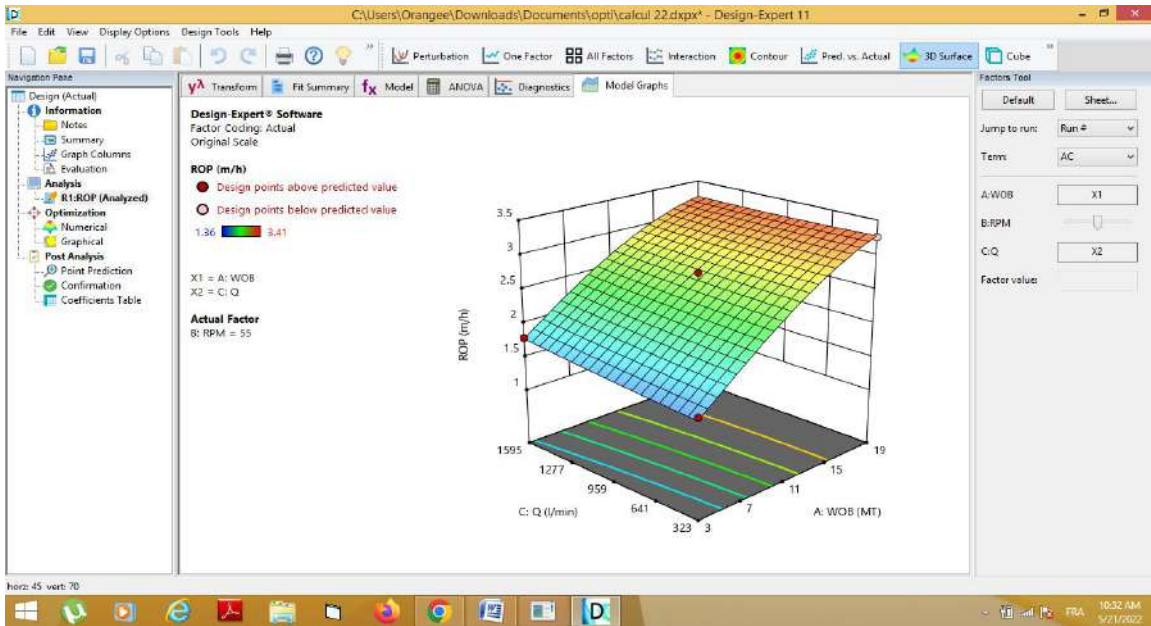 C:\Users\Orangee\Downloads\Documents\opti\calcul 22.dxpx* - Design-Expert 11
File Edit View Display Options Design Tools Help
Perturbation One Factor All Factors Interaction Contour Pred. vs. Actual 3D Surface Cube
Navigation Pane
Design (Actual)
Information
Notes
Summary
Graph Columns
Evaluation
Analysis
R1:ROP (Analyzed)
Optimization
Numerical
Graphical
Post Analysis
Point Prediction
Confirmation
Coefficients Table
yλ Transform Fit Summary fx Model ANOVA Diagnostics Model Graphs
Design-Expert® Software
Factor Coding: Actual
Original Scale
ROP (m/h)
Design points above predicted value
Design points below predicted value
1.36 3.41
X1 = A: WOB
X2 = C: Q
Actual Factor
B: RPM = 55
3.5
3
2.5
2
1.5
1
ROP (m/h)
1595
1277
959
641
323
C: Q (l/min)
3
7
11
15
19
A: WOB (MT)
Factors Tool
Default Sheet...
Jump to run: Run #
Term: AC
A:WOB X1
B:RPM
C:Q X2
Factor value:
horz: 45 vert: 70
FRA
10:32 AM
5/21/2022